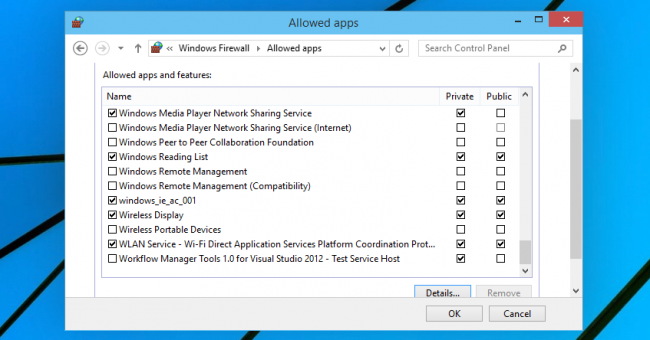 Allowed apps
« Windows Firewall Allowed apps Search Control Panel
Allowed apps and features:
Name Private Public
Windows Media Player Network Sharing Service
Windows Media Player Network Sharing Service (Internet)
Windows Peer to Peer Collaboration Foundation
Windows Reading List
Windows Remote Management
Windows Remote Management (Compatibility)
windows_ie_ac_001
Wireless Display
Wireless Portable Devices
WLAN Service - Wi-Fi Direct Application Services Platform Coordination Prot...
Workflow Manager Tools 1.0 for Visual Studio 2012 - Test Service Host
Details... Remove
OK Cancel